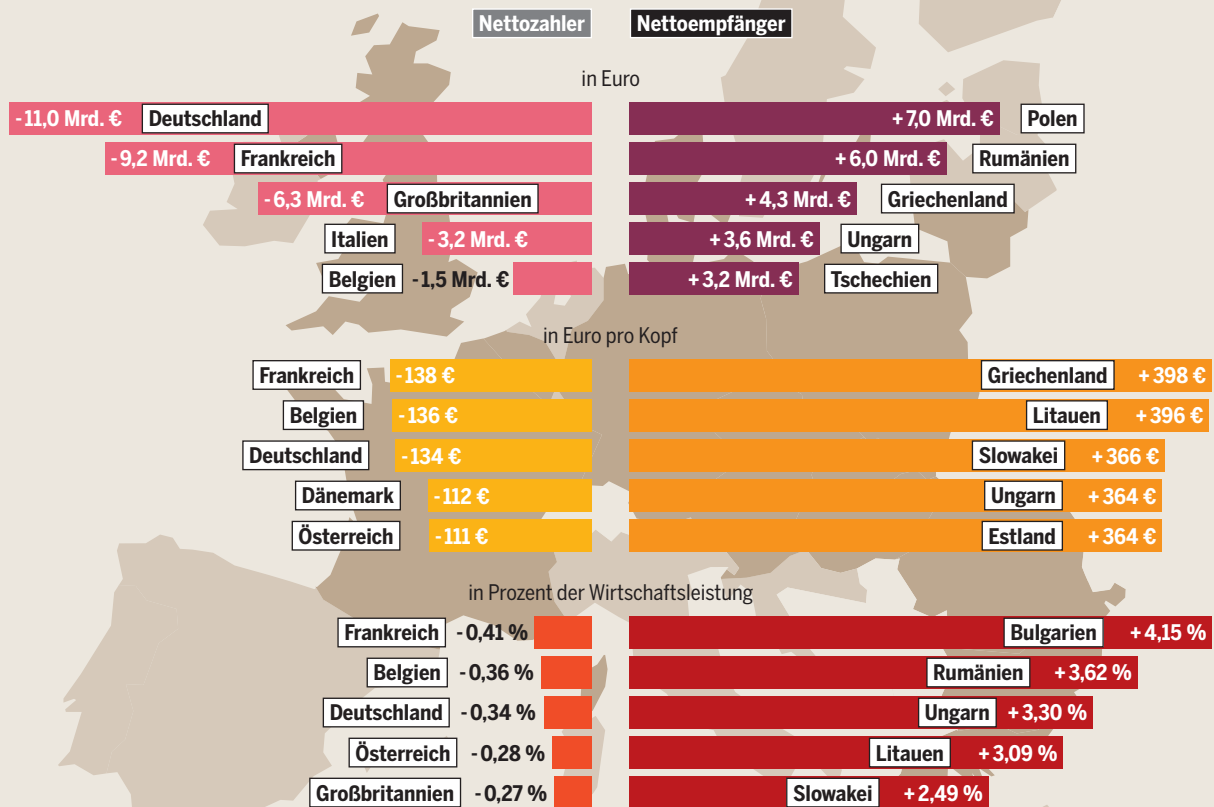 Nettozahler Nettoempfänger
in Euro
-11,0 Mrd. € Deutschland +7,0 Mrd. € Polen
-9,2 Mrd. € Frankreich +6,0 Mrd. € Rumänien
-6,3 Mrd. € Großbritannien +4,3 Mrd. € Griechenland
Italien -3,2 Mrd. € +3,6 Mrd. € Ungarn
Belgien -1,5 Mrd. € +3,2 Mrd. € Tschechien
in Euro pro Kopf
Frankreich -138 € Griechenland +398 €
Belgien -136 € Litauen +396 €
Deutschland -134 € Slowakei +366 €
Dänemark -112 € Ungarn +364 €
Österreich -111 € Estland +364 €
in Prozent der Wirtschaftsleistung
Frankreich -0,41 % Bulgarien +4,15 %
Belgien -0,36 % Rumänien +3,62 %
Deutschland -0,34 % Ungarn +3,30 %
Österreich -0,28 % Litauen +3,09 %
Großbritannien -0,27 % Slowakei +2,49 %